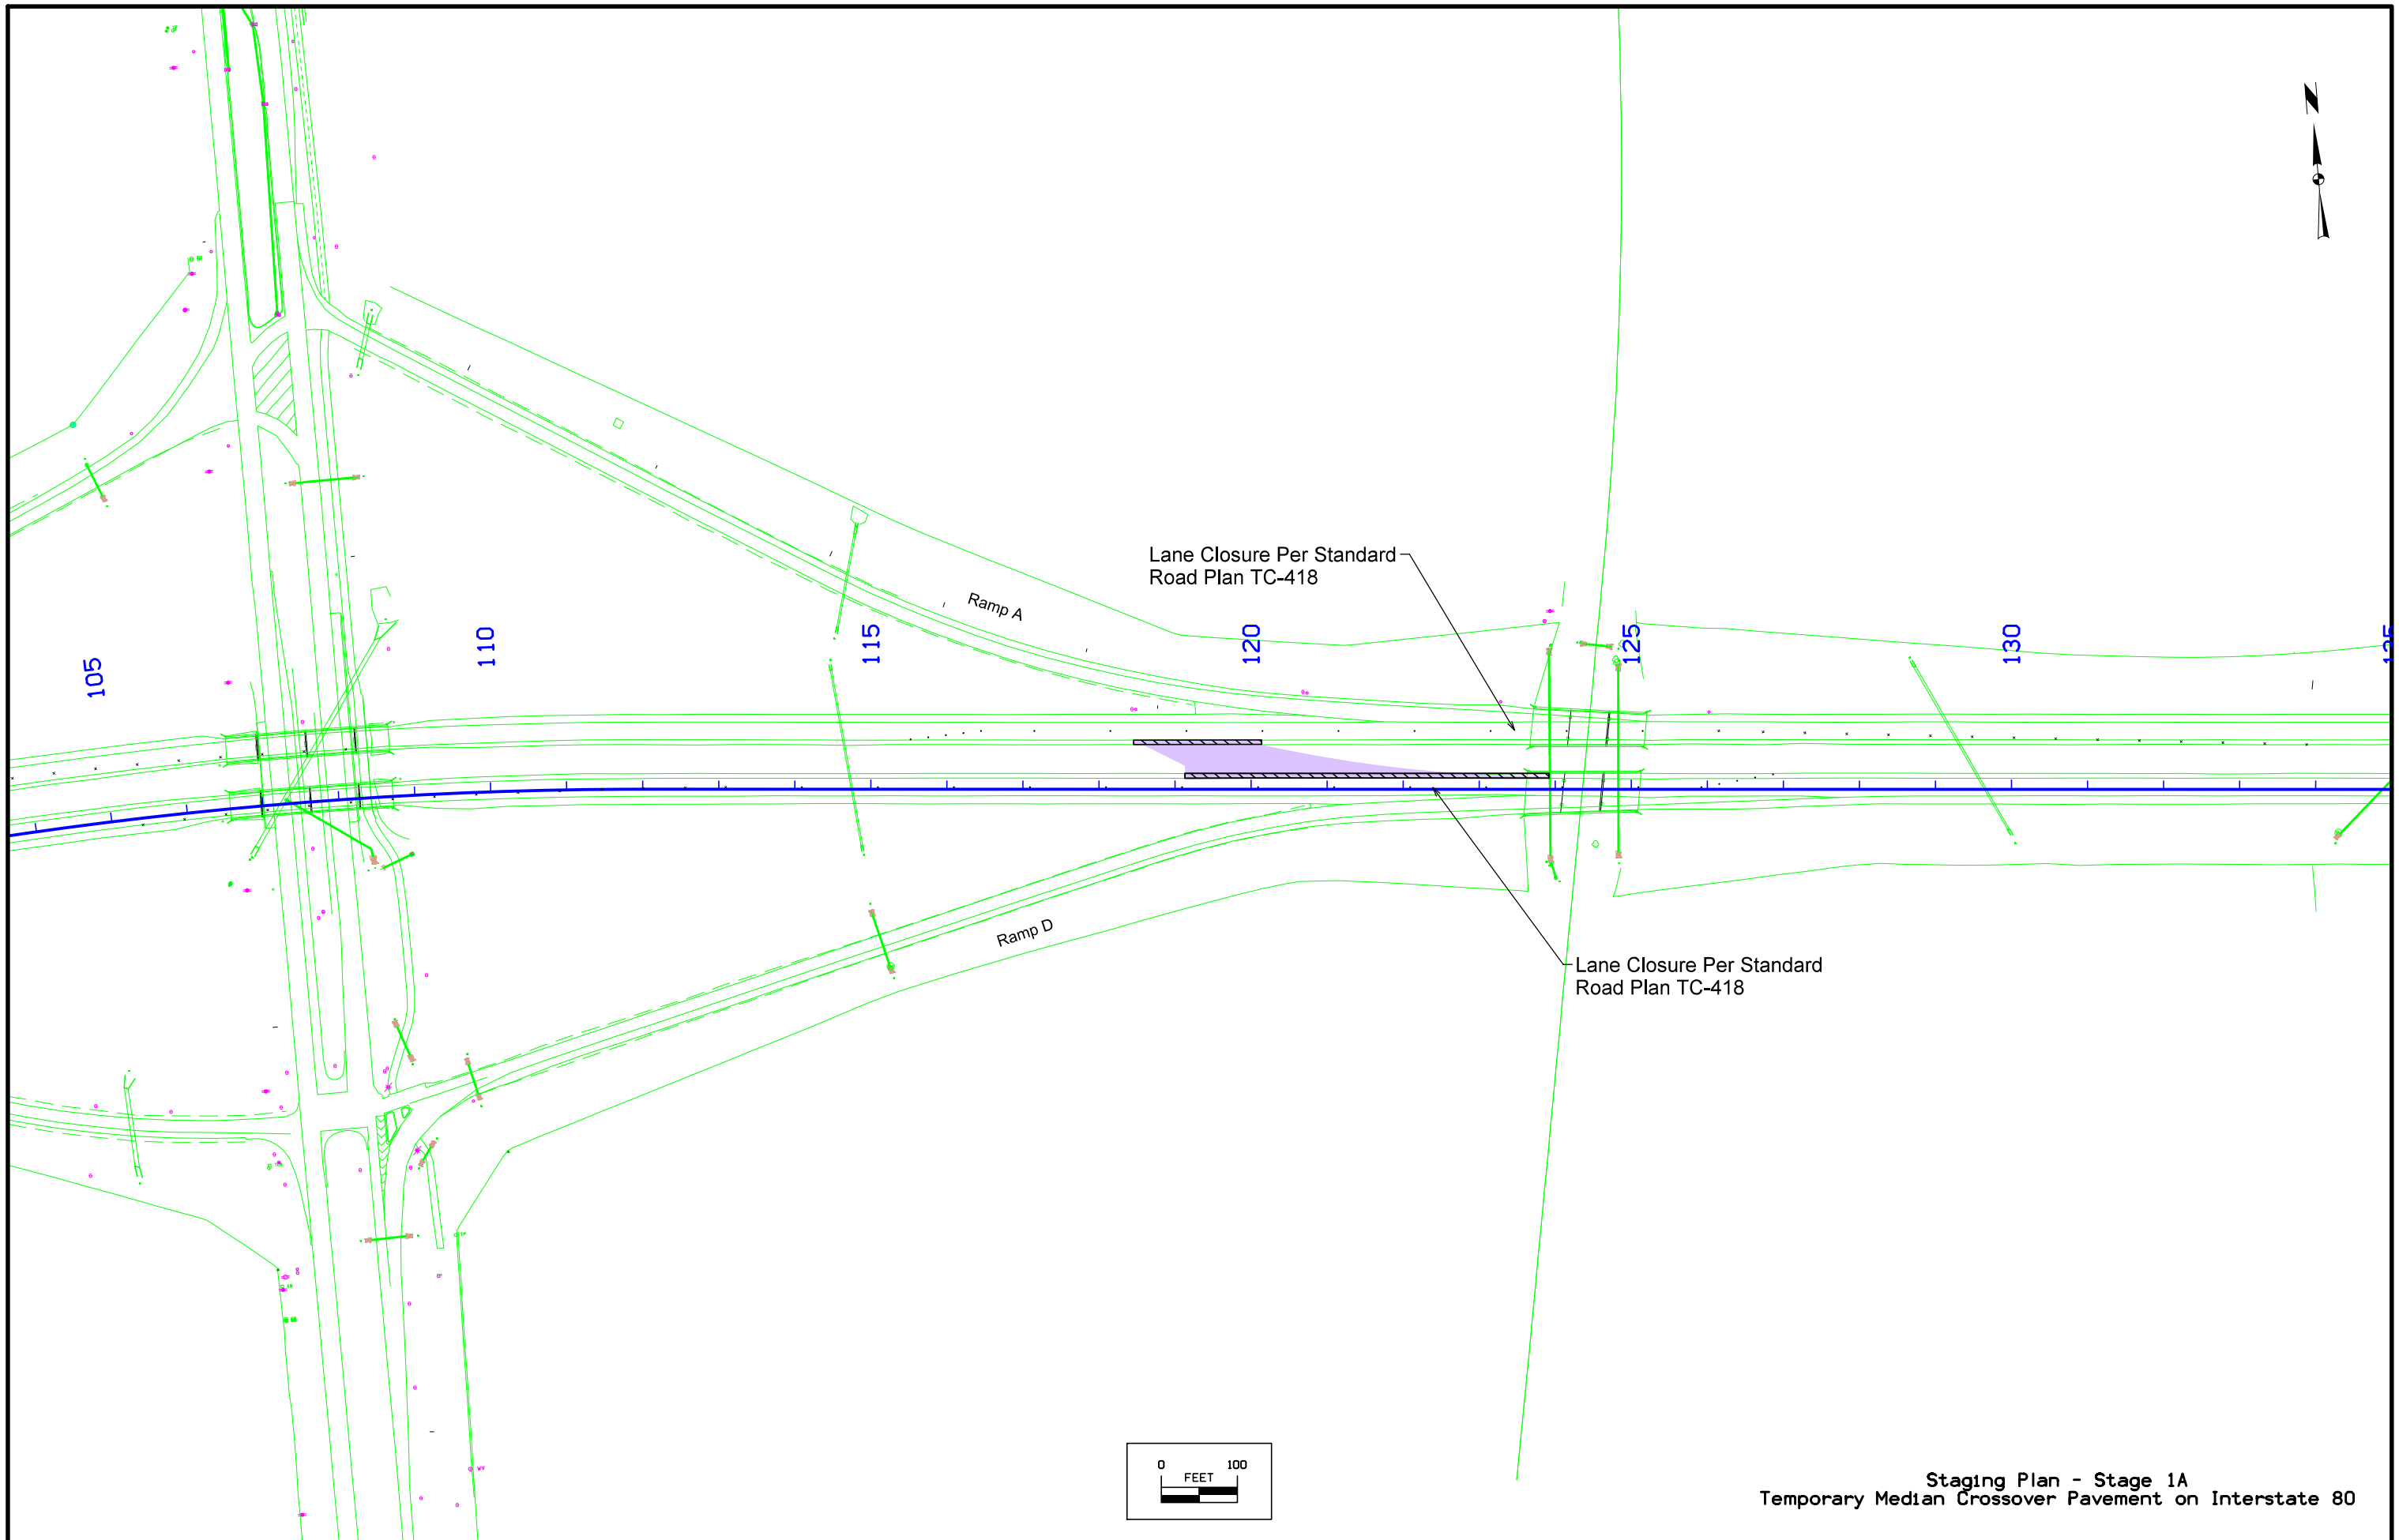 N
Lane Closure Per Standard
Road Plan TC-418
Ramp A
105
110
115
120
125
130
135
Ramp D
Lane Closure Per Standard
Road Plan TC-418
0 100
FEET
Staging Plan - Stage 1A
Temporary Median Crossover Pavement on Interstate 80